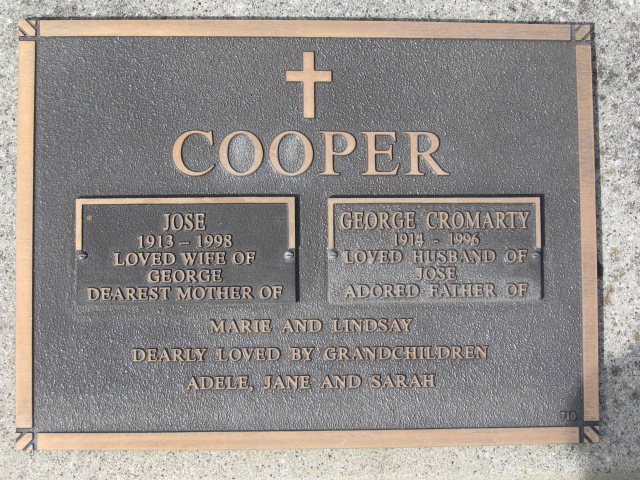 COOPER
JOSE
1913 - 1998
LOVED WIFE OF
GEORGE
DEAREST MOTHER OF
GEORGE CROMARTY
1914 - 1996
LOVED HUSBAND OF
JOSE
ADORED FATHER OF
MARIE AND LINDSAY
DEARLY LOVED BY GRANDCHILDREN
ADELE, JANE AND SARAH
710